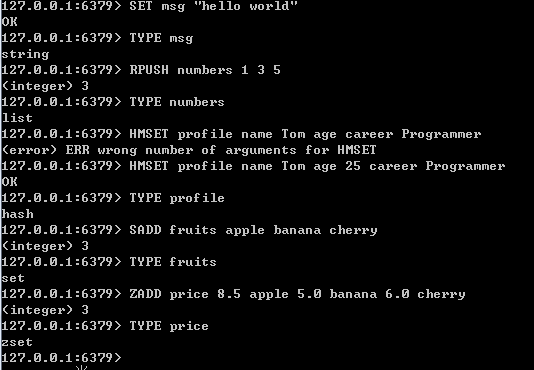 127.0.0.1:6379> SET msg "hello world"
OK
127.0.0.1:6379> TYPE msg
string
127.0.0.1:6379> RPUSH numbers 1 3 5
(integer) 3
127.0.0.1:6379> TYPE numbers
list
127.0.0.1:6379> HMSET profile name Tom age career Programmer
(error) ERR wrong number of arguments for HMSET
127.0.0.1:6379> HMSET profile name Tom age 25 career Programmer
OK
127.0.0.1:6379> TYPE profile
hash
127.0.0.1:6379> SADD fruits apple banana cherry
(integer) 3
127.0.0.1:6379> TYPE fruits
set
127.0.0.1:6379> ZADD price 8.5 apple 5.0 banana 6.0 cherry
(integer) 3
127.0.0.1:6379> TYPE price
zset
127.0.0.1:6379>